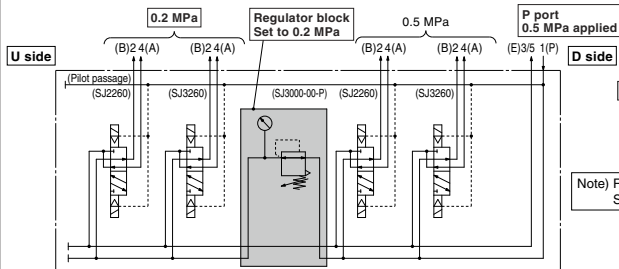 0.2 MPa
Regulator block
Set to 0.2 MPa
0.5 MPa
P port
0.5 MPa applied
U side
(B)2 4(A)
(B)2 4(A)
(B)2 4(A)
(B)2 4(A)
(E)3/5 1(P)
D side
(Pilot passage)
(SJ2260)
(SJ3260)
(SJ3000-00-P)
(SJ2260)
(SJ3260)
Note)